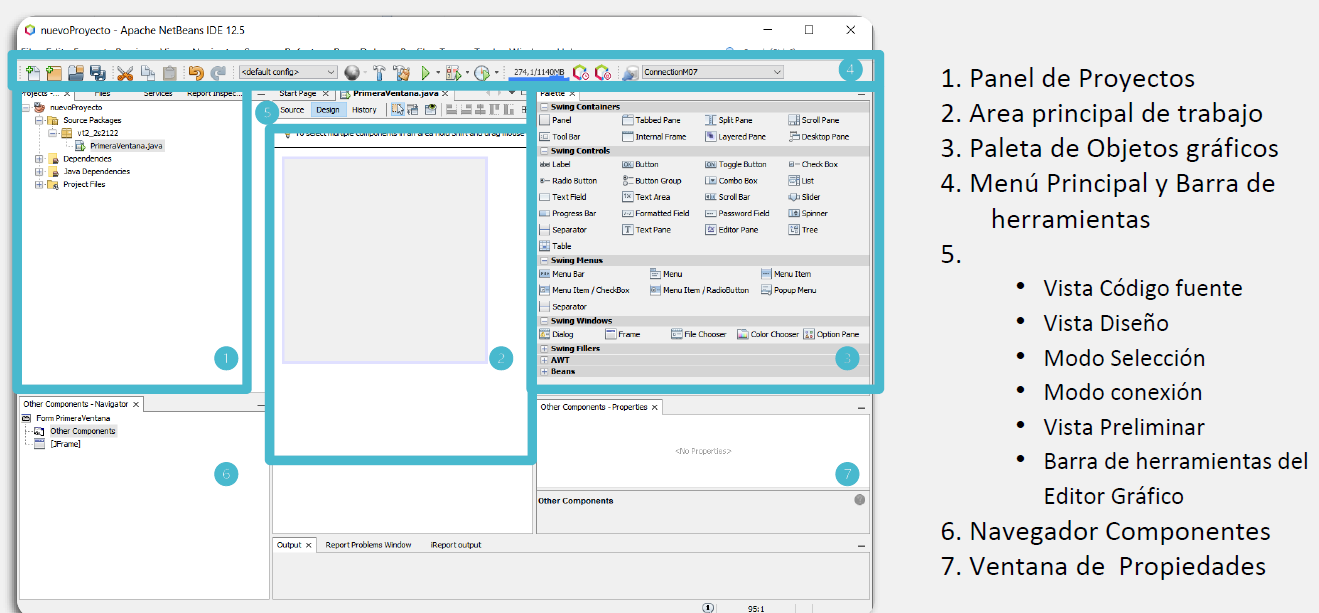 nuevoProyecto - Apache NetBeans IDE 12.5
<default config>
274,1/1140MB
ConnectionM07
4
Projects
Files
Services
Report Inspec...
nuevoProyecto
Source Packages
vt2_2s2122
PrimeraVentana.java
Dependencies
Java Dependencies
Project Files
1
Start Page
PrimeraVentana.java
5
Source
Design
History
To select multiple components in an area hold Shift and drag mouse
2
Palette
Swing Containers
Panel Tabbed Pane Split Pane Scroll Pane
Tool Bar Internal Frame Layered Pane Desktop Pane
Swing Controls
Label Button Toggle Button Check Box
Radio Button Button Group Combo Box List
Text Field Text Area Scroll Bar Slider
Progress Bar Formatted Field Password Field Spinner
Separator Text Pane Editor Pane Tree
Table
Swing Menus
Menu Bar Menu Menu Item
Menu Item / CheckBox Menu Item / RadioButton Popup Menu
Separator
Swing Windows
Dialog Frame File Chooser Color Chooser Option Pane
Swing Fillers
AWT
Beans
3
Other Components - Navigator
Form PrimeraVentana
Other Components
[JFrame]
6
Other Components - Properties
<No Properties>
7
Other Components
Output
Report Problems Window
iReport output
95:1
1. Panel de Proyectos
2. Area principal de trabajo
3. Paleta de Objetos gráficos
4. Menú Principal y Barra de
herramientas
5.
• Vista Código fuente
• Vista Diseño
• Modo Selección
• Modo conexión
• Vista Preliminar
• Barra de herramientas del
Editor Gráfico
6. Navegador Componentes
7. Ventana de Propiedades